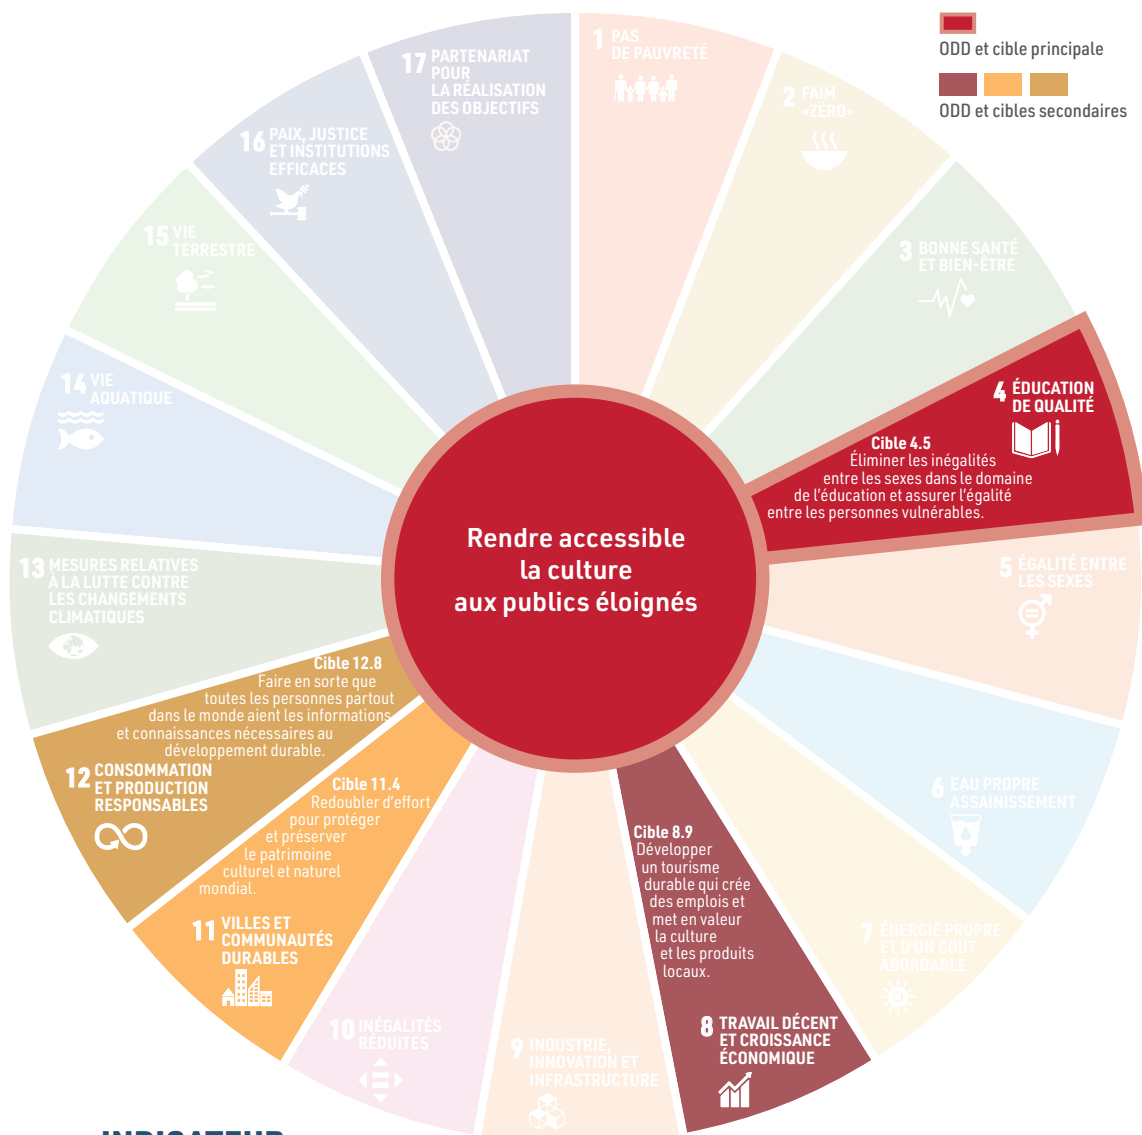 ODD et cible principale
ODD et cibles secondaires
1 PAS
DE PAUVRETÉ
2 FAIM
«ZÉRO»
3 BONNE SANTÉ
ET BIEN-ÊTRE
4 ÉDUCATION
DE QUALITÉ
Cible 4.5
Éliminer les inégalités
entre les sexes dans le domaine
de l'éducation et assurer l'égalité
entre les personnes vulnérables.
5 ÉGALITÉ ENTRE
LES SEXES
6 EAU PROPRE
ASSAINISSEMENT
7 ÉNERGIE PROPRE
ET D'UN COÛT
ABORDABLE
Cible 8.9
Développer
un tourisme
durable qui crée
des emplois et
met en valeur
la culture
et les produits
locaux.
8 TRAVAIL DÉCENT
ET CROISSANCE
ÉCONOMIQUE
9 INDUSTRIE,
INNOVATION ET
INFRASTRUCTURE
10 INÉGALITÉS
RÉDUITES
Cible 11.4
Redoubler d'effort
pour protéger
et préserver
le patrimoine
culturel et naturel
mondial.
11 VILLES ET
COMMUNAUTÉS
DURABLES
Cible 12.8
Faire en sorte que
toutes les personnes partout
dans le monde aient les informations
et connaissances nécessaires au
développement durable.
12 CONSOMMATION
ET PRODUCTION
RESPONSABLES
13 MESURES RELATIVES
À LA LUTTE CONTRE
LES CHANGEMENTS
CLIMATIQUES
14 VIE
AQUATIQUE
15 VIE
TERRESTRE
16 PAIX, JUSTICE
ET INSTITUTIONS
EFFICACES
17 PARTENARIAT
POUR
LA RÉALISATION
DES OBJECTIFS
Rendre accessible
la culture
aux publics éloignés
INDICATEUR